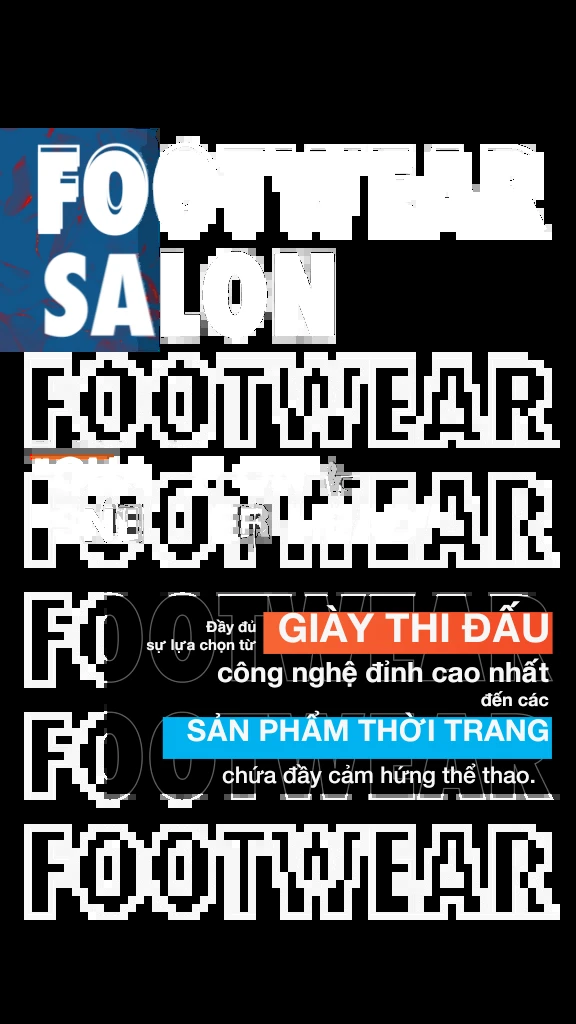 FOOTWEAR
SALON
FOOTWEAR
FOOTWEAR
FOOTWEAR
Đầy đủ
sự lựa chọn từ
GIÀY THI ĐẤU
công nghệ đỉnh cao nhất
đến các
SẢN PHẨM THỜI TRANG
FOOTWEAR
chứa đầy cảm hứng thể thao.
FOOTWEAR